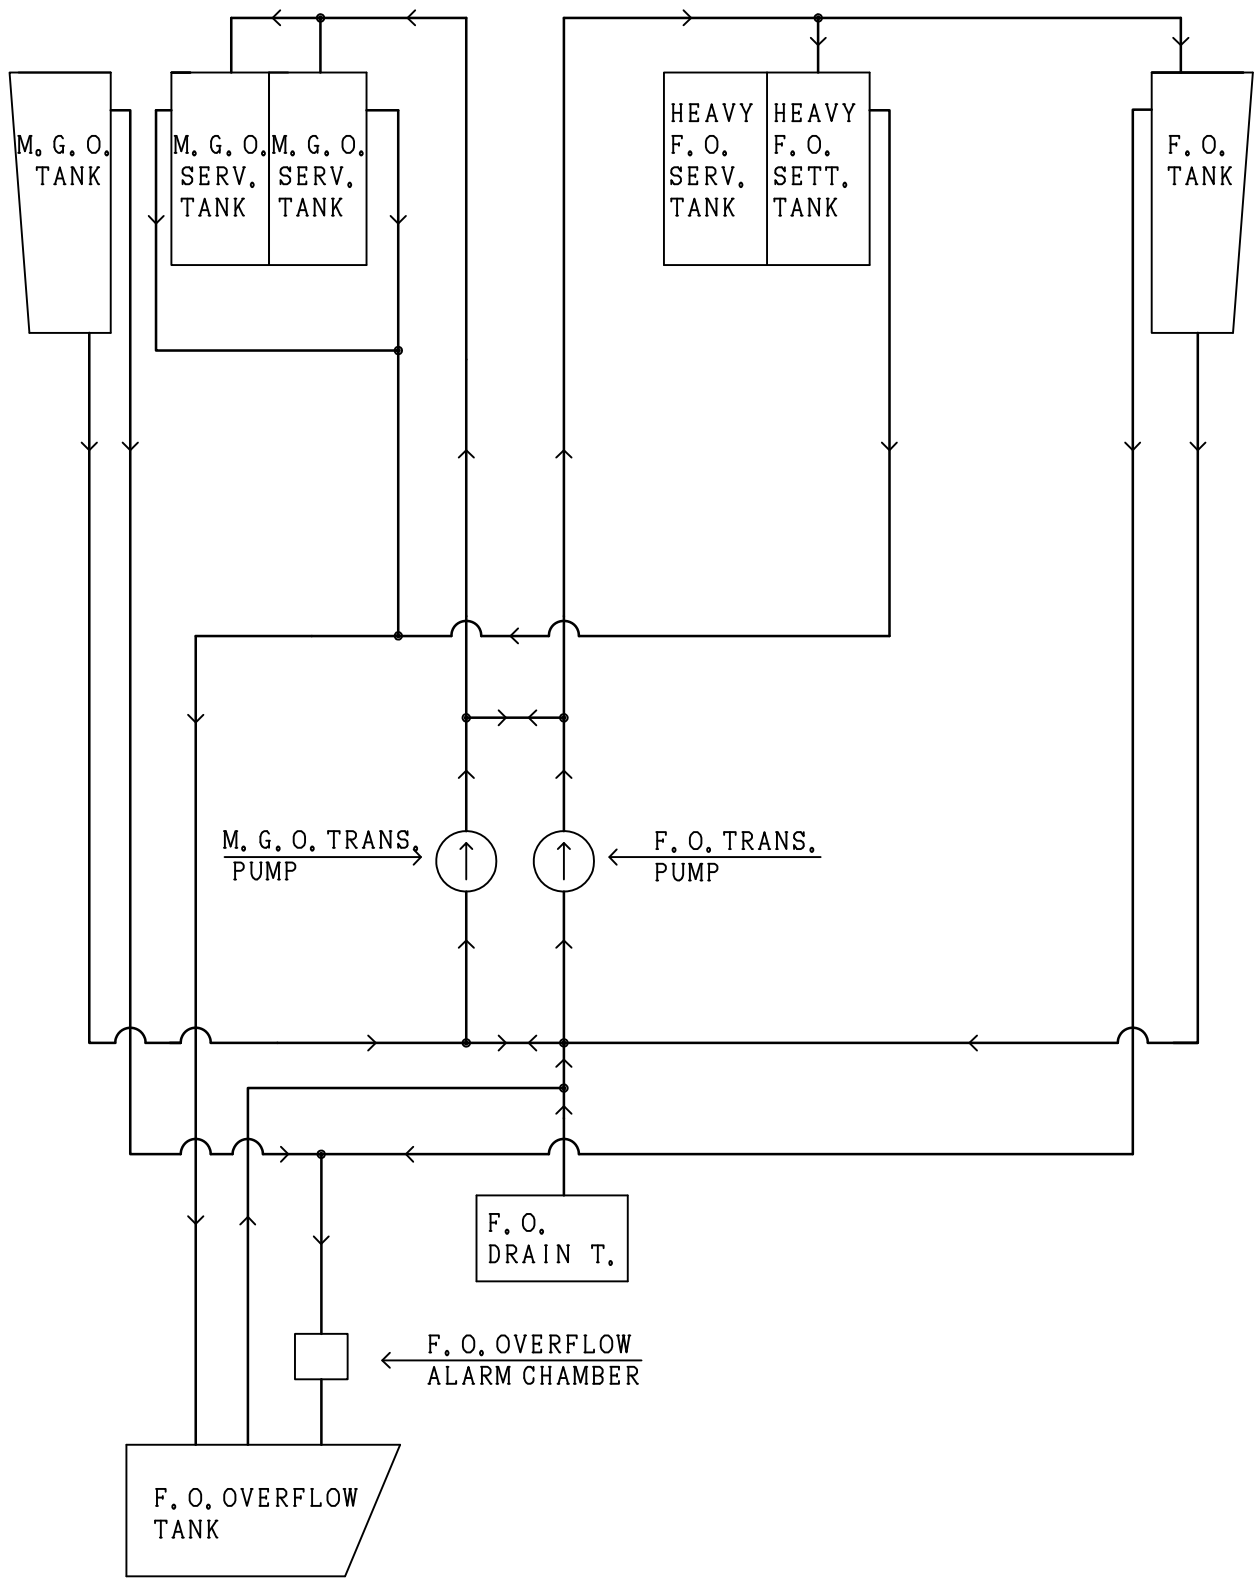 M. G. O.
TANK
M. G. O.
SERV.
TANK
M. G. O.
SERV.
TANK
HEAVY
F. O.
SERV.
TANK
HEAVY
F. O.
SETT.
TANK
F. O.
TANK
M. G. O. TRANS.
PUMP
F. O. TRANS.
PUMP
F. O.
DRAIN T.
F. O. OVERFLOW
ALARM CHAMBER
F. O. OVERFLOW
TANK